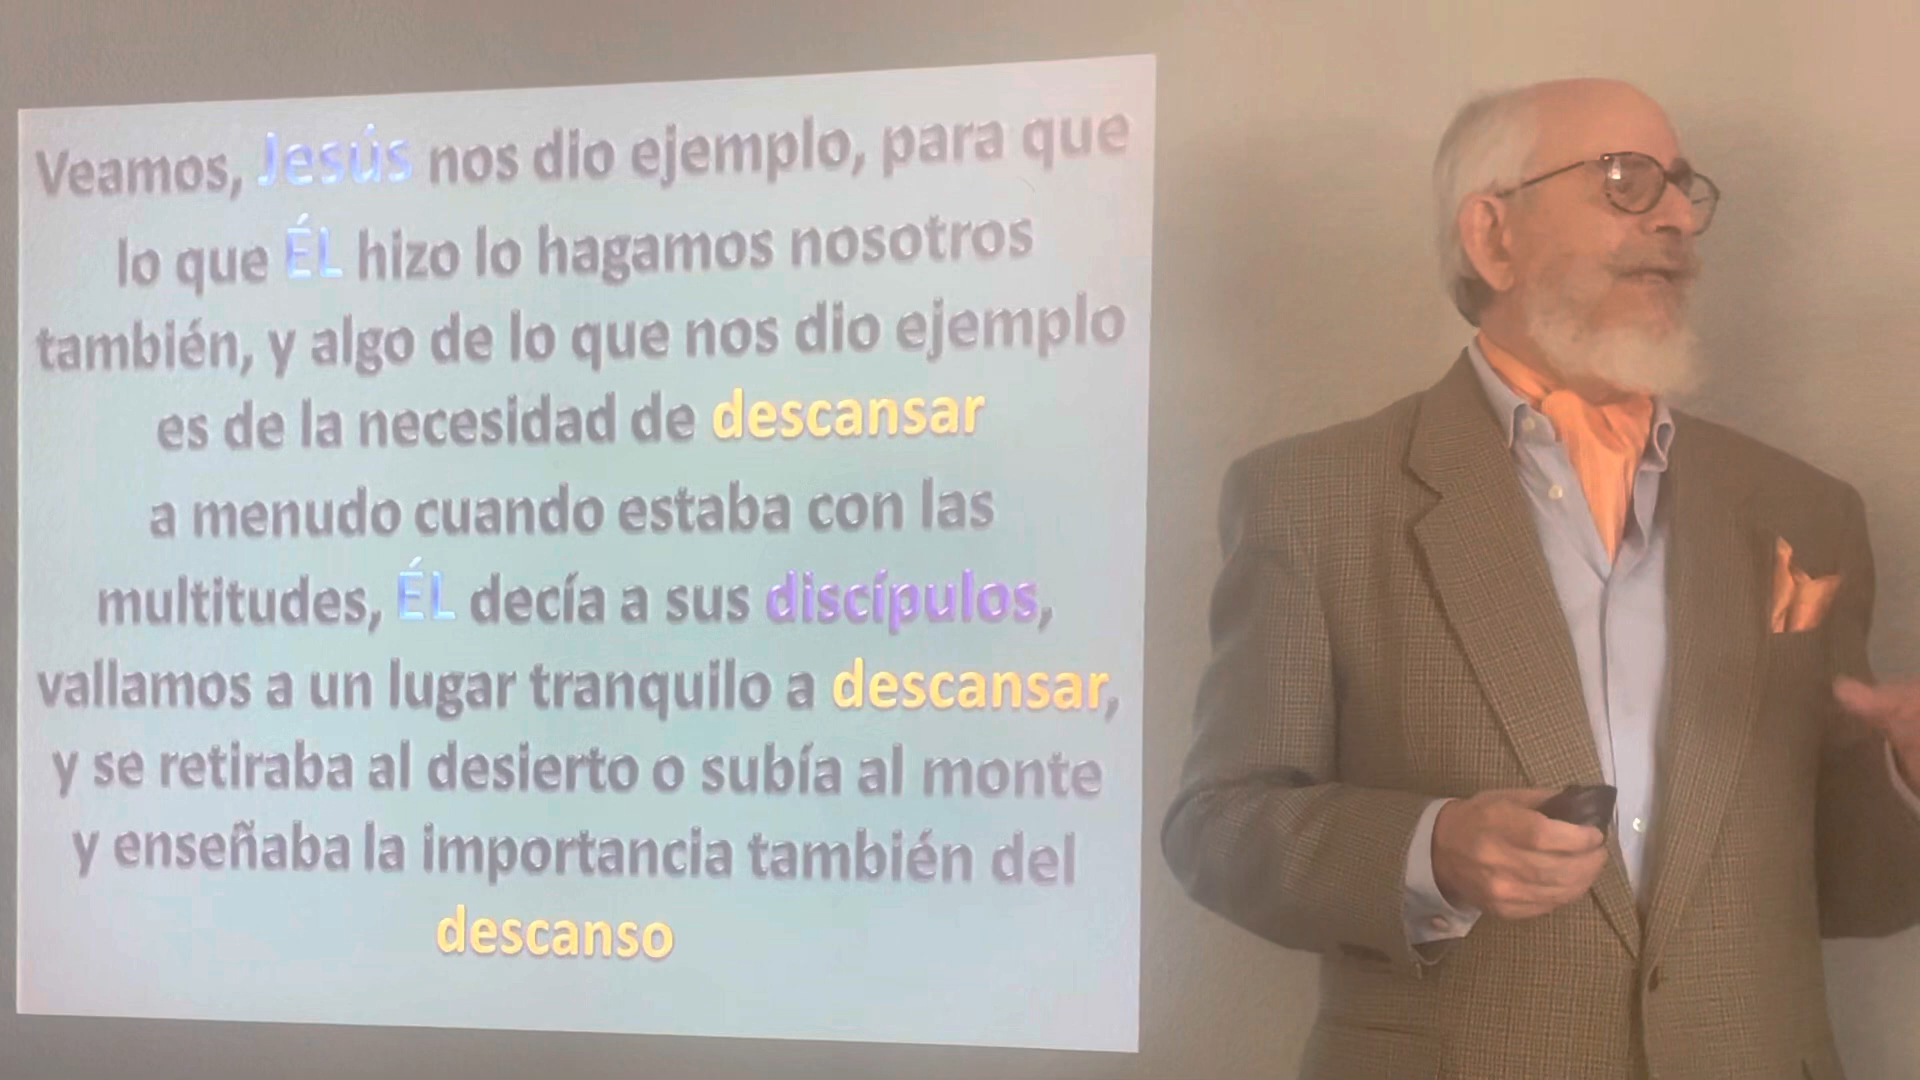 Veamos, Jesús nos dio ejemplo, para que
lo que ÉL hizo lo hagamos nosotros
también, y algo de lo que nos dio ejemplo
es de la necesidad de descansar
a menudo cuando estaba con las
multitudes, ÉL decía a sus discípulos,
vallamos a un lugar tranquilo a descansar,
y se retiraba al desierto o subía al monte
y enseñaba la importancia también del
descanso